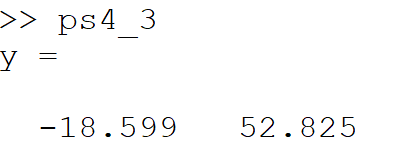 >> ps4_3
y =
-18.599 52.825